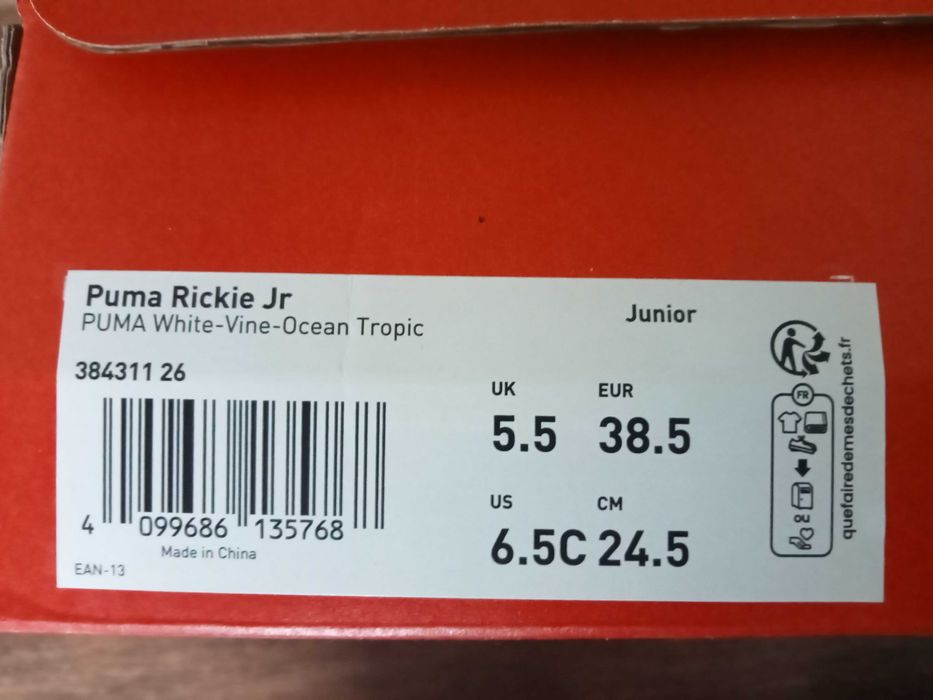 Puma Rickie Jr
PUMA White-Vine-Ocean Tropic
Junior
384311 26
4 099686 135768
Made in China
EAN-13
UK
5.5
EUR
38.5
US
6.5C
CM
24.5
FR
OU
quefairedemesdechets.fr